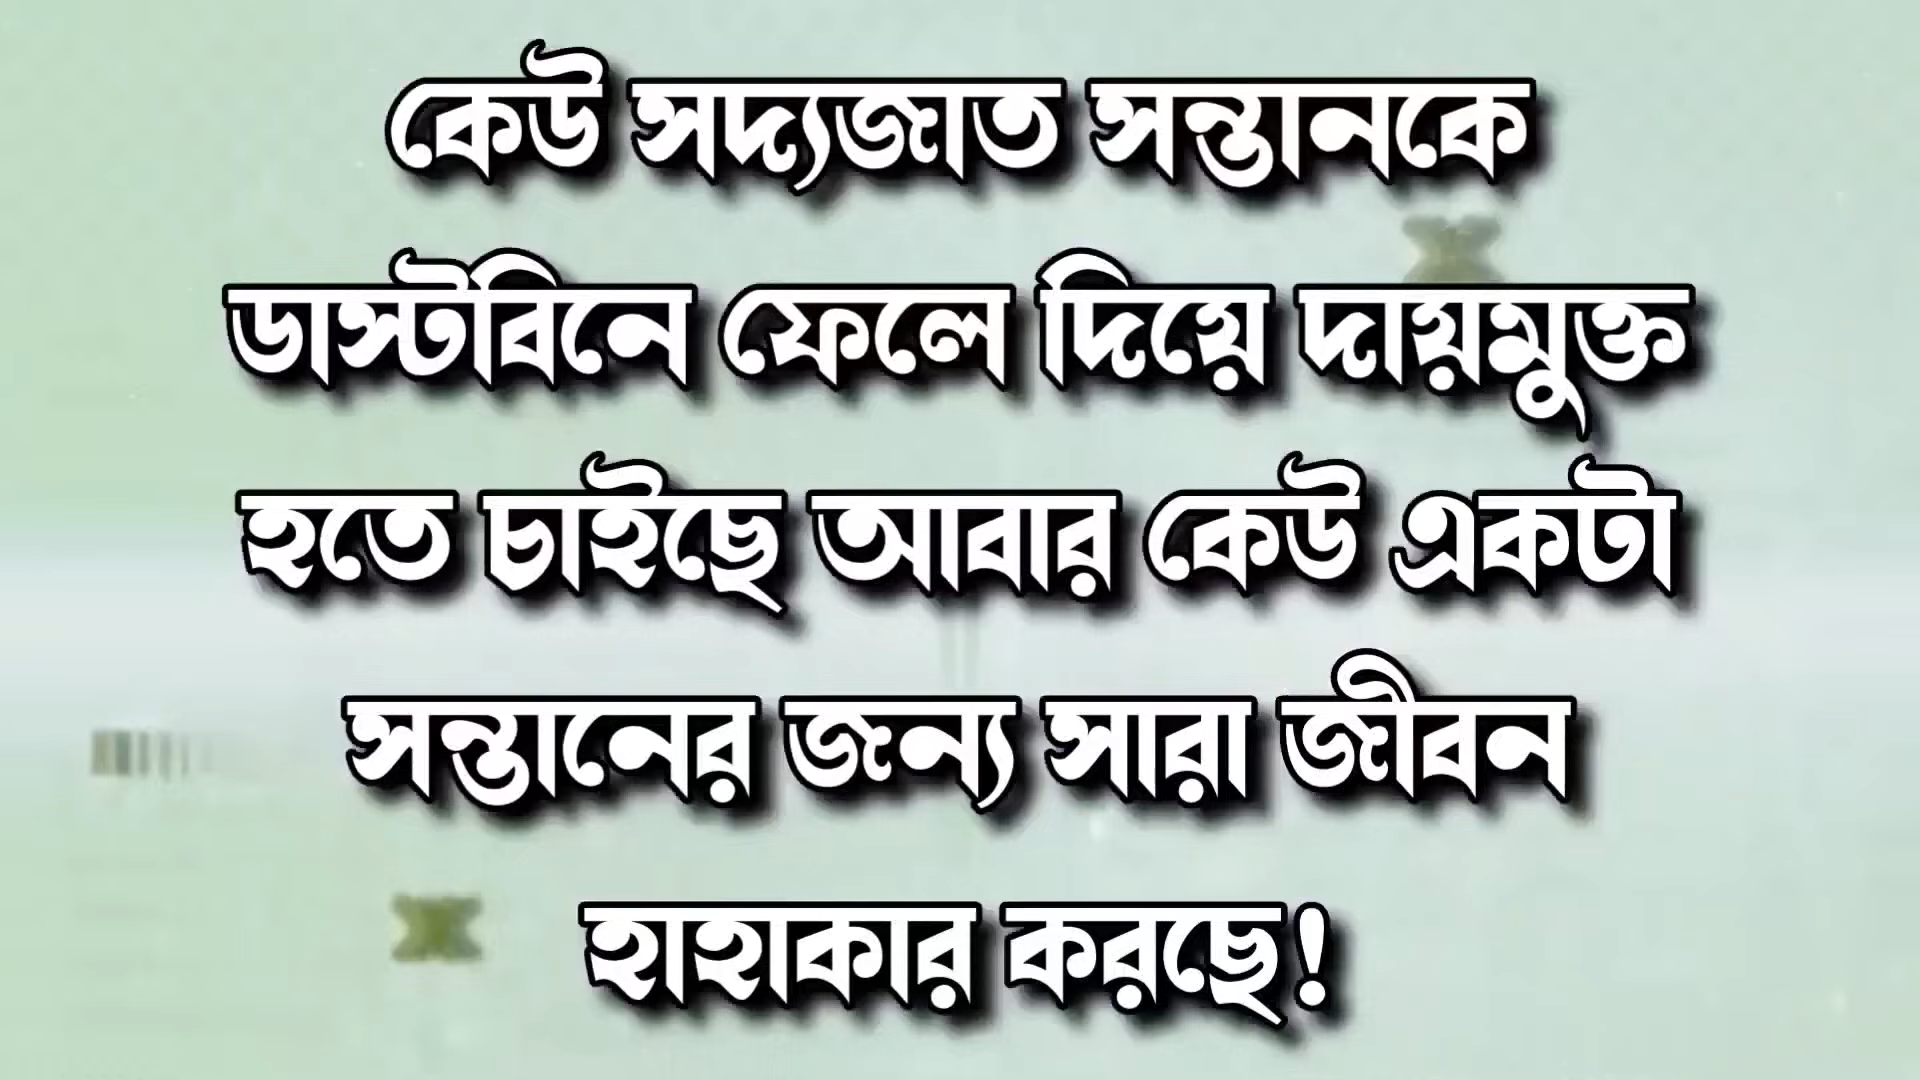 কেউ সদ্যজাত সন্তানকে
ডাস্টবিনে ফেলে দিয়ে দায়মুক্ত
হতে চাইছে আবার কেউ একটা
সন্তানের জন্য সারা জীবন
হাহাকার করছে!